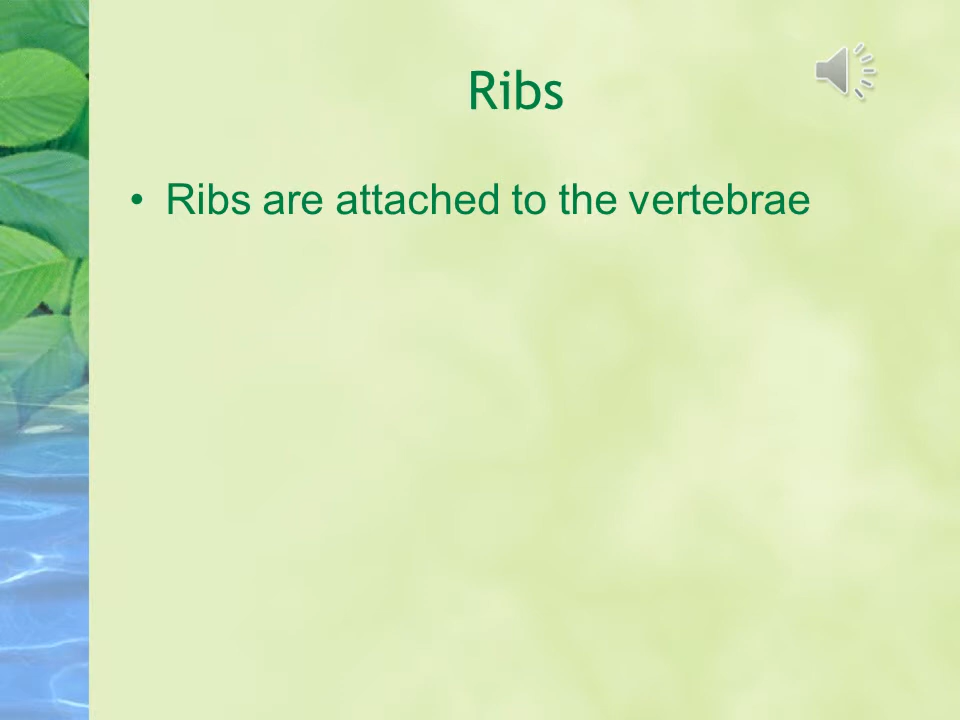 Ribs
• Ribs are attached to the vertebrae